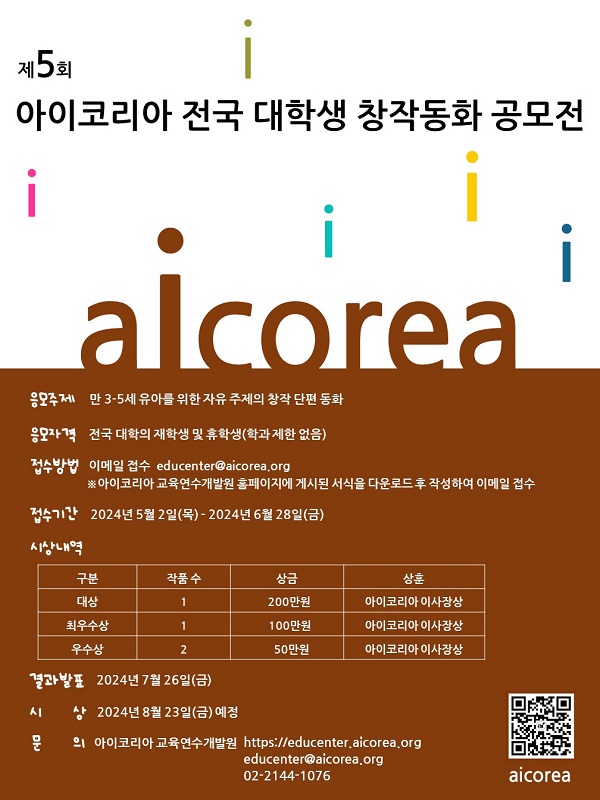 제5회
아이코리아 전국 대학생 창작동화 공모전
i
i
i
i
i
aicorea
응모주제 만 3-5세 유아를 위한 자유 주제의 창작 단편 동화
응모자격 전국 대학의 재학생 및 휴학생(학과 제한 없음)
접수방법 이메일 접수 educenter@aicorea.org
※ 아이코리아 교육연수개발원 홈페이지에 게시된 서식을 다운로드 후 작성하여 이메일 접수
접수기간 2024년 5월 2일(목) - 2024년 6월 28일(금)
시상내역
구분 작품 수 상금 상훈
대상 1 200만원 아이코리아 이사장상
최우수상 1 100만원 아이코리아 이사장상
우수상 2 50만원 아이코리아 이사장상
결과발표 2024년 7월 26일(금)
시 상 2024년 8월 23일(금) 예정
문 의 아이코리아 교육연수개발원 https://educenter.aicorea.org
educenter@aicorea.org
02-2144-1076
aicorea